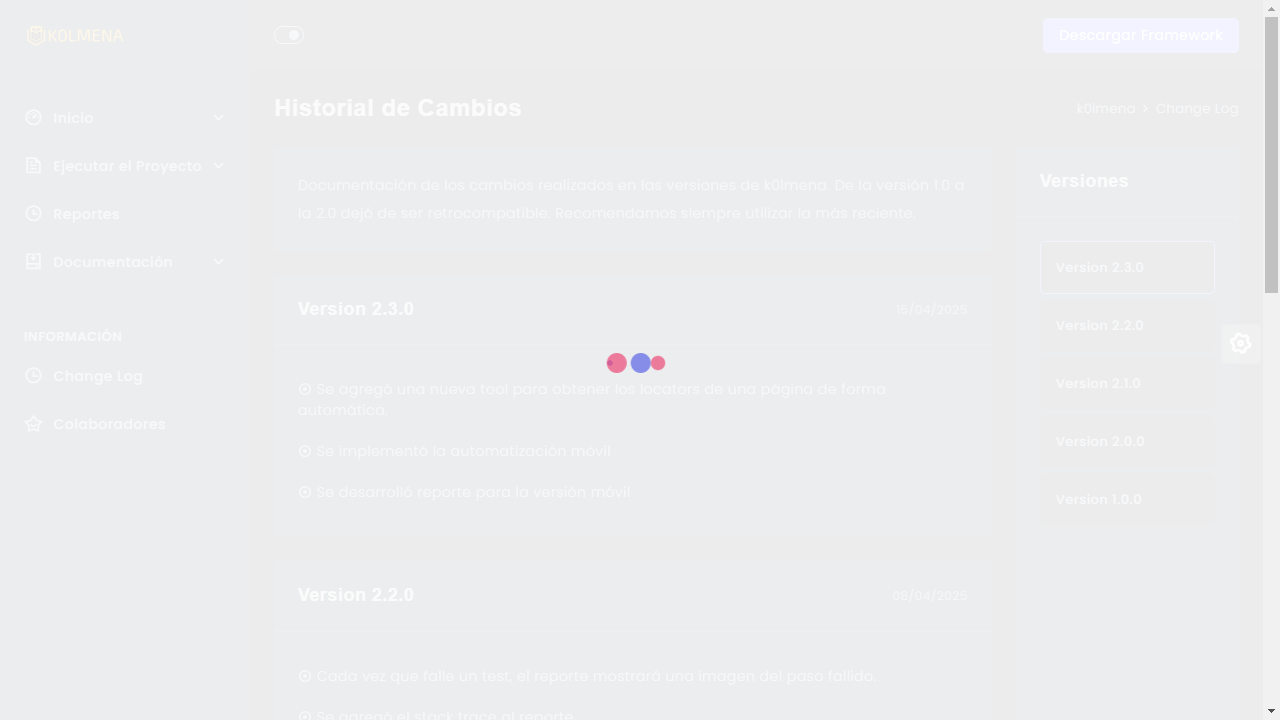 K0LMENA
Descargar Framework
Inicio
Ejecutar el Proyecto
Reportes
Documentación
INFORMACIÓN
Change Log
Colaboradores
Historial de Cambios
k0lmena > Change Log
Documentación de los cambios realizados en las versiones de k0lmena. De la versión 1.0 a
la 2.0 dejó de ser retrocompatible. Recomendamos siempre utilizar la más reciente.
Version 2.3.0
15/04/2025
Se agregó una nueva tool para obtener los locators de una página de forma
automática.
Se implementó la automatización móvil
Se desarrolló reporte para la versión móvil
Version 2.2.0
08/04/2025
Cada vez que falle un test, el reporte mostrará una imagen del paso fallido.
Se agregó el stack trace al reporte
Versiones
Version 2.3.0
Version 2.2.0
Version 2.1.0
Version 2.0.0
Version 1.0.0